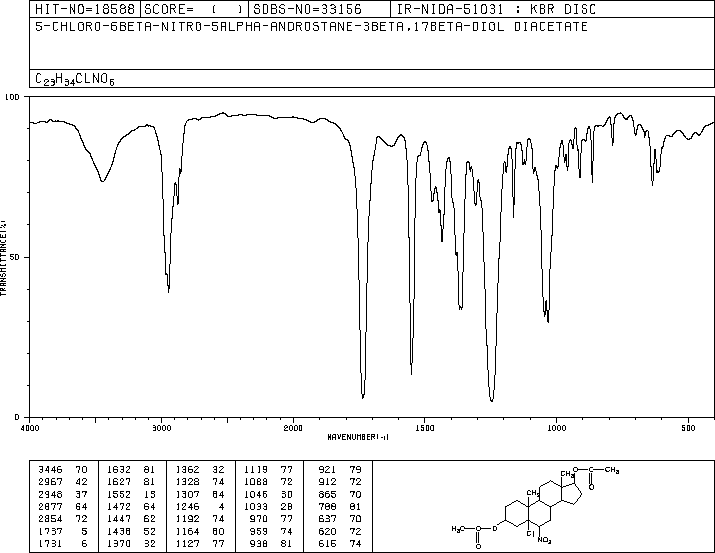 HIT-NO=18588 SCORE= ( ) SDBS-NO=33156 IR-NIDA-51031 : KBR DISC
5-CHLORO-6BETA-NITRO-5ALPHA-ANDROSTANE-3BETA,17BETA-DIOL DIACETATE
C23H34CLNO6
100
50
0
TRANSMITTANCE(%)
4000 3000 2000 1500 1000 500
WAVENUMBER(-1)
3446 70 1632 81 1362 32 1119 77 921 79
2967 42 1627 81 1328 74 1088 72 912 72
2948 37 1552 13 1307 64 1046 30 865 70
2877 64 1472 64 1246 4 1033 28 788 81
2854 72 1447 62 1192 74 970 77 637 70
1737 5 1438 52 1164 60 959 74 620 72
1731 6 1370 32 1127 77 938 81 616 74
CH3 O C CH3
O
CH3
H3C C O
O
Cl
NO2